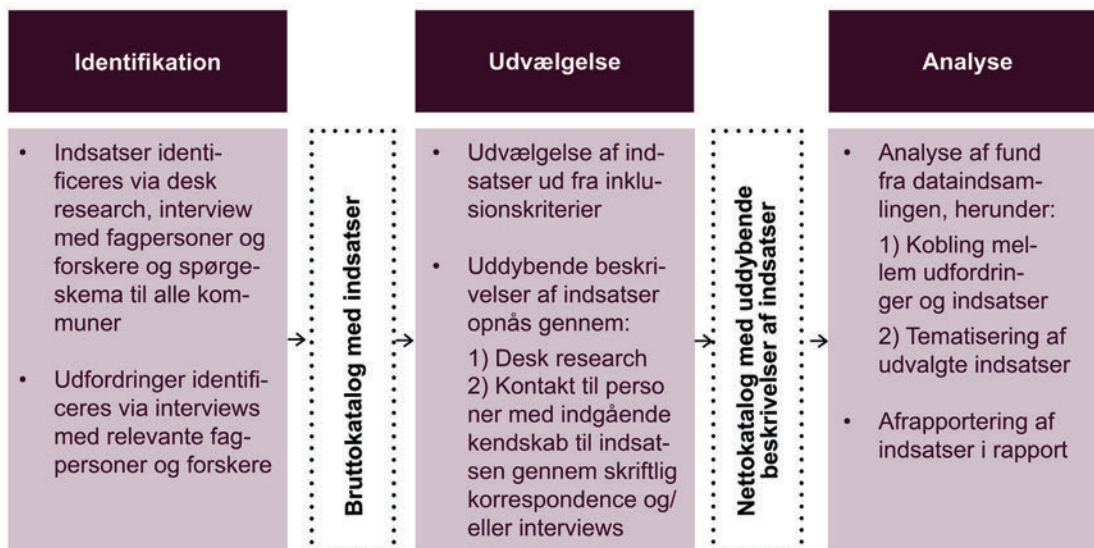 Identifikation
• Indsatser identi-
ficeres via desk
research, interview
med fagpersoner og
forskere og spørge-
skema til alle kom-
muner
• Udfordringer identifi-
ceres via interviews
med relevante fag-
personer og forskere
Bruttokatalog med indsatser
Udvælgelse
• Udvælgelse af ind-
satser ud fra inklu-
sionskriterier
• Uddybende beskri-
velser af indsatser
opnås gennem:
1) Desk research
2) Kontakt til perso
ner med indgående
kendskab til indsat-
sen gennem skriftlig
korrespondence og/
eller interviews
Nettokatalog med uddybende
beskrivelser af indsatser
Analyse
• Analyse af fund
fra dataindsam-
lingen, herunder:
1) Kobling mel-
lem udfordrin-
ger og indsatser
2) Tematisering af
udvalgte indsatser
• Afrapportering af
indsatser i rapport